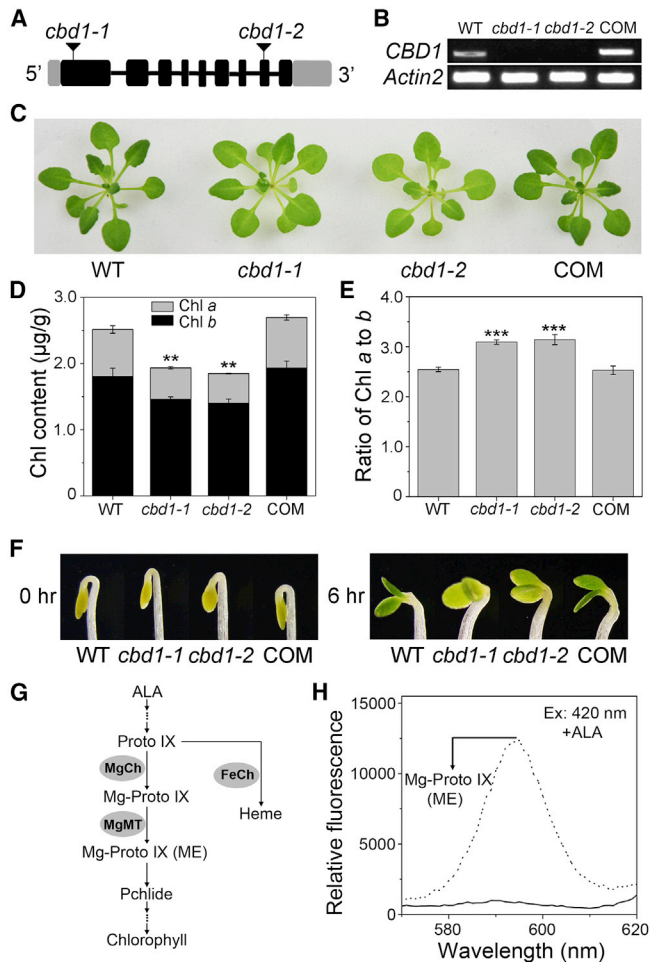 A
cbd1-1
cbd1-2
5'
3'
B
WT cbd1-1 cbd1-2 COM
CBD1
Actin2
C
WT
cbd1-1
cbd1-2
COM
D
Chl content (µg/g)
3.0
2.0
1.0
0
Chl a
Chl b
**
**
WT
cbd1-1
cbd1-2
COM
E
Ratio of Chl a to b
4.0
3.0
2.0
1.0
0.0
***
***
WT
cbd1-1
cbd1-2
COM
F
0 hr
WT cbd1-1 cbd1-2 COM
6 hr
WT cbd1-1 cbd1-2 COM
G
ALA
Proto IX
MgCh
FeCh
Mg-Proto IX
Heme
MgMT
Mg-Proto IX (ME)
Pchlide
Chlorophyll
H
Relative fluorescence
15000
12000
9000
5000
2500
0
Ex: 420 nm
+ALA
Mg-Proto IX
(ME)
580
600
620
Wavelength (nm)